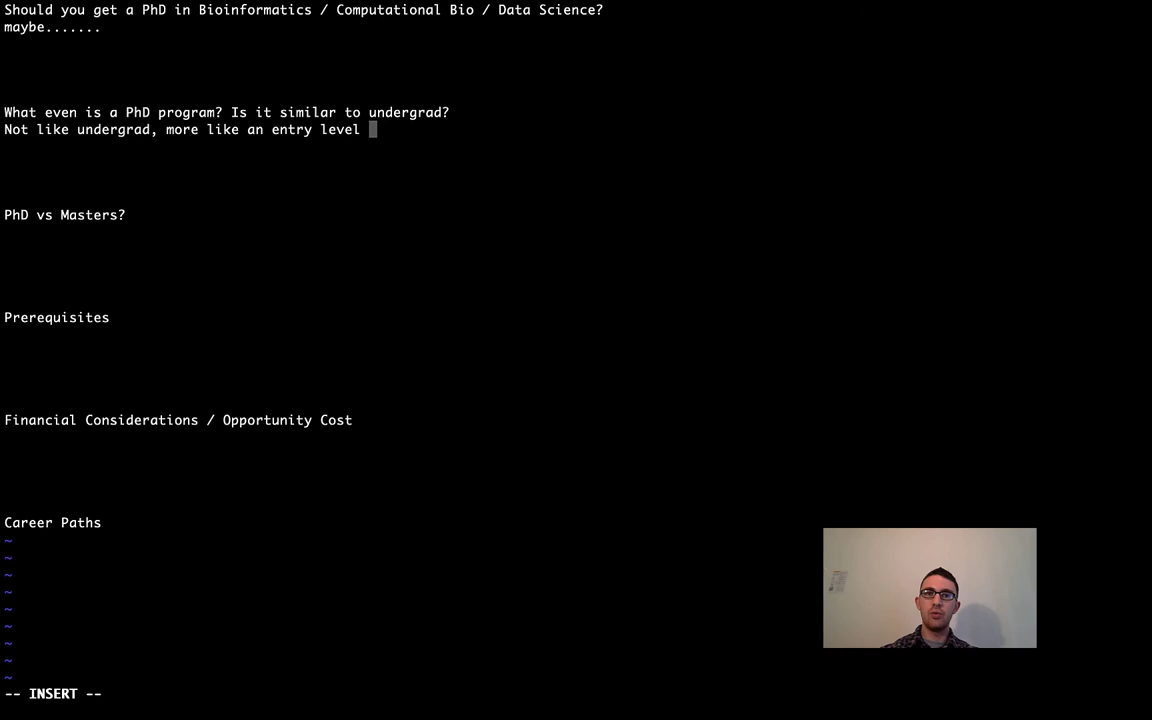 Should you get a PhD in Bioinformatics / Computational Bio / Data Science?
maybe.......
What even is a PhD program? Is it similar to undergrad?
Not like undergrad, more like an entry level
PhD vs Masters?
Prerequisites
Financial Considerations / Opportunity Cost
Career Paths
~
~
~
~
~
~
~
~
~
-- INSERT --